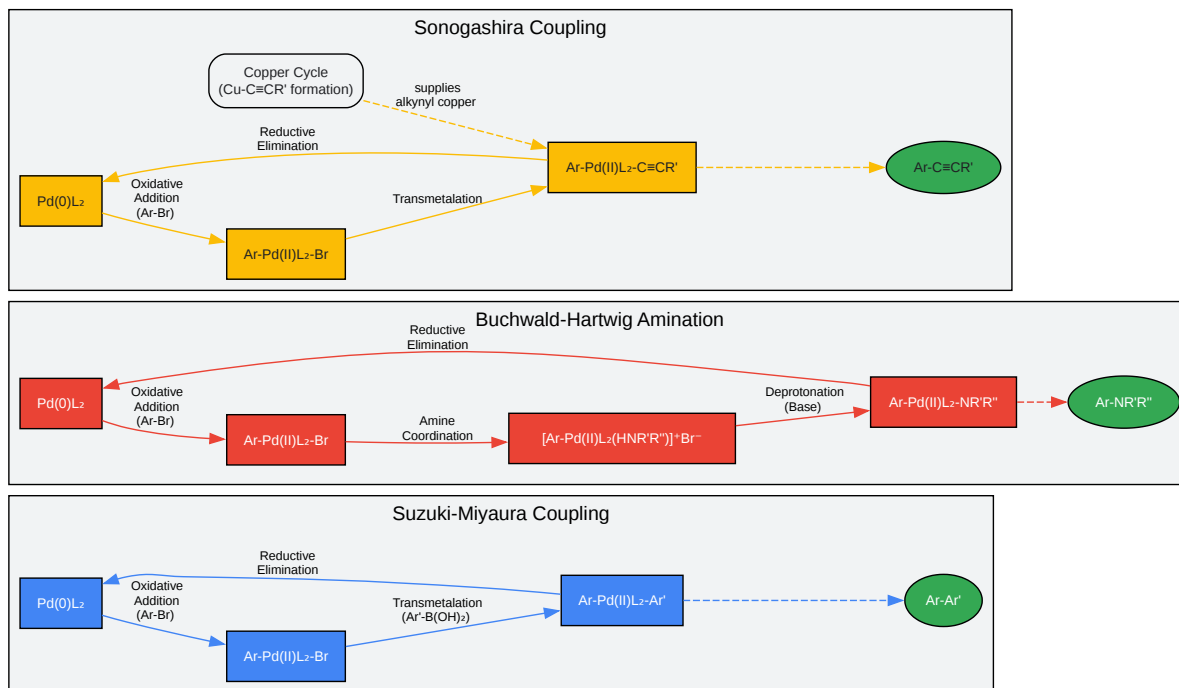 Sonogashira Coupling
Copper Cycle
(Cu-C≡CR' formation)
supplies
alkynyl copper
Reductive
Elimination
Ar-Pd(II)L₂-C≡CR'
Ar-C≡CR'
Pd(0)L₂
Oxidative
Addition
(Ar-Br)
Transmetalation
Ar-Pd(II)L₂-Br
Buchwald-Hartwig Amination
Reductive
Elimination
Pd(0)L₂
Oxidative
Addition
(Ar-Br)
Ar-Pd(II)L₂-Br
Amine
Coordination
[Ar-Pd(II)L₂(HNR'R")]⁺Br⁻
Deprotonation
(Base)
Ar-Pd(II)L₂-NR'R"
Ar-NR'R"
Suzuki-Miyaura Coupling
Reductive
Elimination
Pd(0)L₂
Oxidative
Addition
(Ar-Br)
Ar-Pd(II)L₂-Br
Transmetalation
(Ar'-B(OH)₂)
Ar-Pd(II)L₂-Ar'
Ar-Ar'